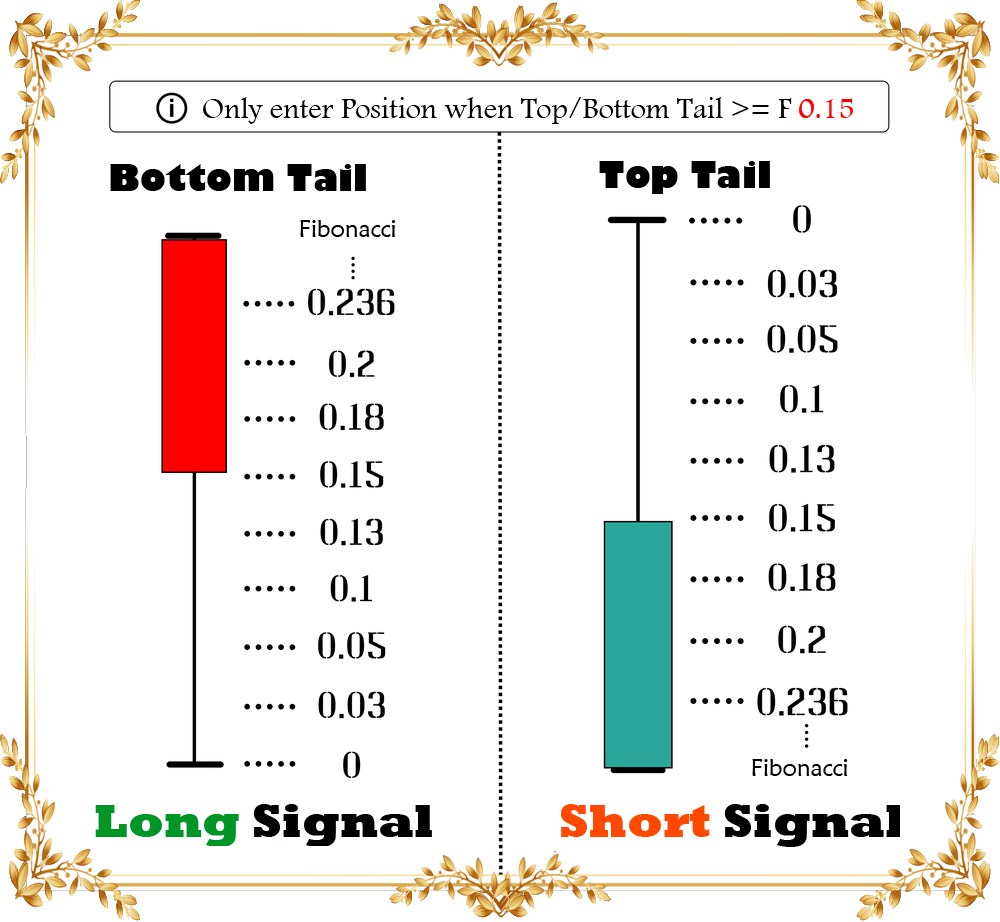 Only enter Position when Top/Bottom Tail >= F 0.15
Bottom Tail
Fibonacci
0.236
0.2
0.18
0.15
0.13
0.1
0.05
0.03
0
Long Signal
Top Tail
0
0.03
0.05
0.1
0.13
0.15
0.18
0.2
0.236
Fibonacci
Short Signal